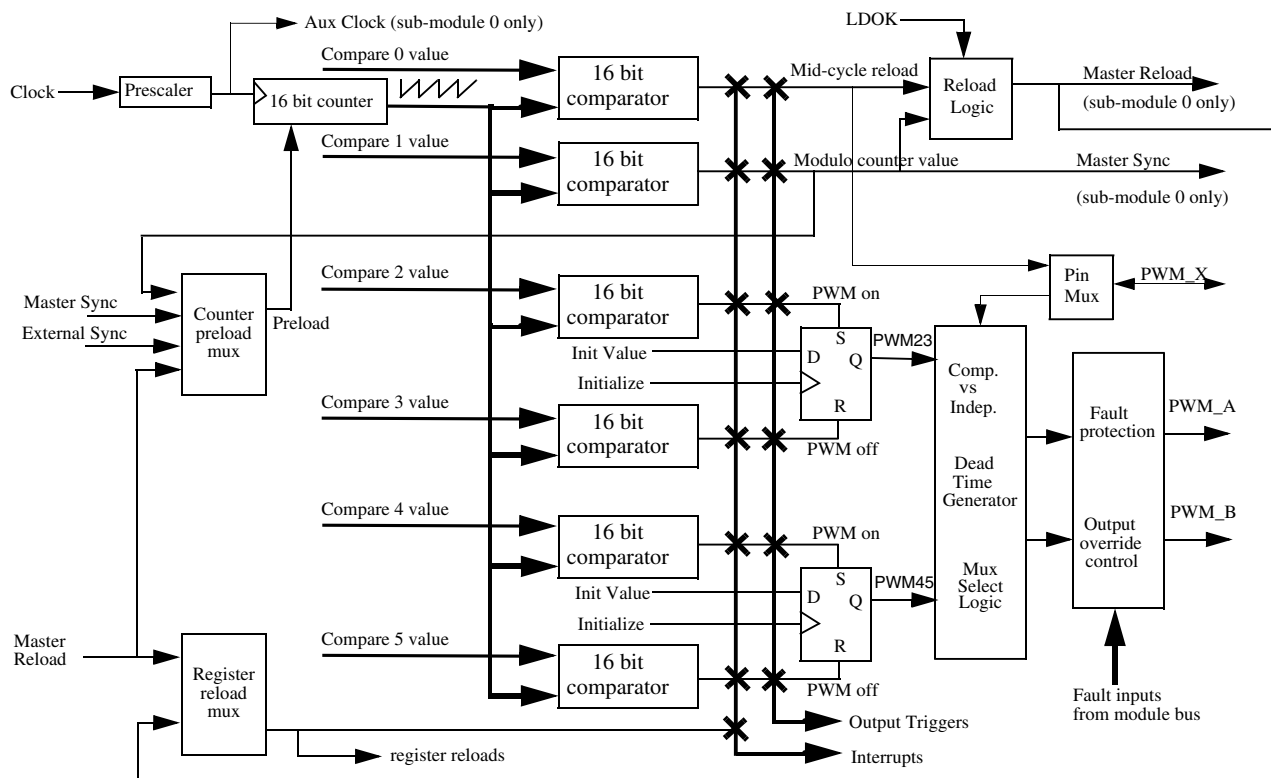 Aux Clock (sub-module 0 only)
LDOK
Compare 0 value
Clock
Prescaler
16 bit counter
16 bit
comparator
Mid-cycle reload
Reload
Logic
Master Reload
(sub-module 0 only)
Compare 1 value
16 bit
comparator
Modulo counter value
Master Sync
(sub-module 0 only)
Compare 2 value
16 bit
comparator
PWM on
Pin
Mux
PWM_X
Master Sync
External Sync
Counter
preload
mux
Preload
Init Value
Initialize
D
S
Q
R
PWM23
Comp.
vs
Indep.
Dead
Time
Generator
Mux
Select
Logic
Fault
protection
Output
override
control
PWM_A
PWM_B
Compare 3 value
16 bit
comparator
PWM off
Compare 4 value
16 bit
comparator
PWM on
Init Value
Initialize
D
S
Q
R
PWM45
Compare 5 value
16 bit
comparator
PWM off
Master
Reload
Register
reload
mux
register reloads
Output Triggers
Interrupts
Fault inputs
from module bus